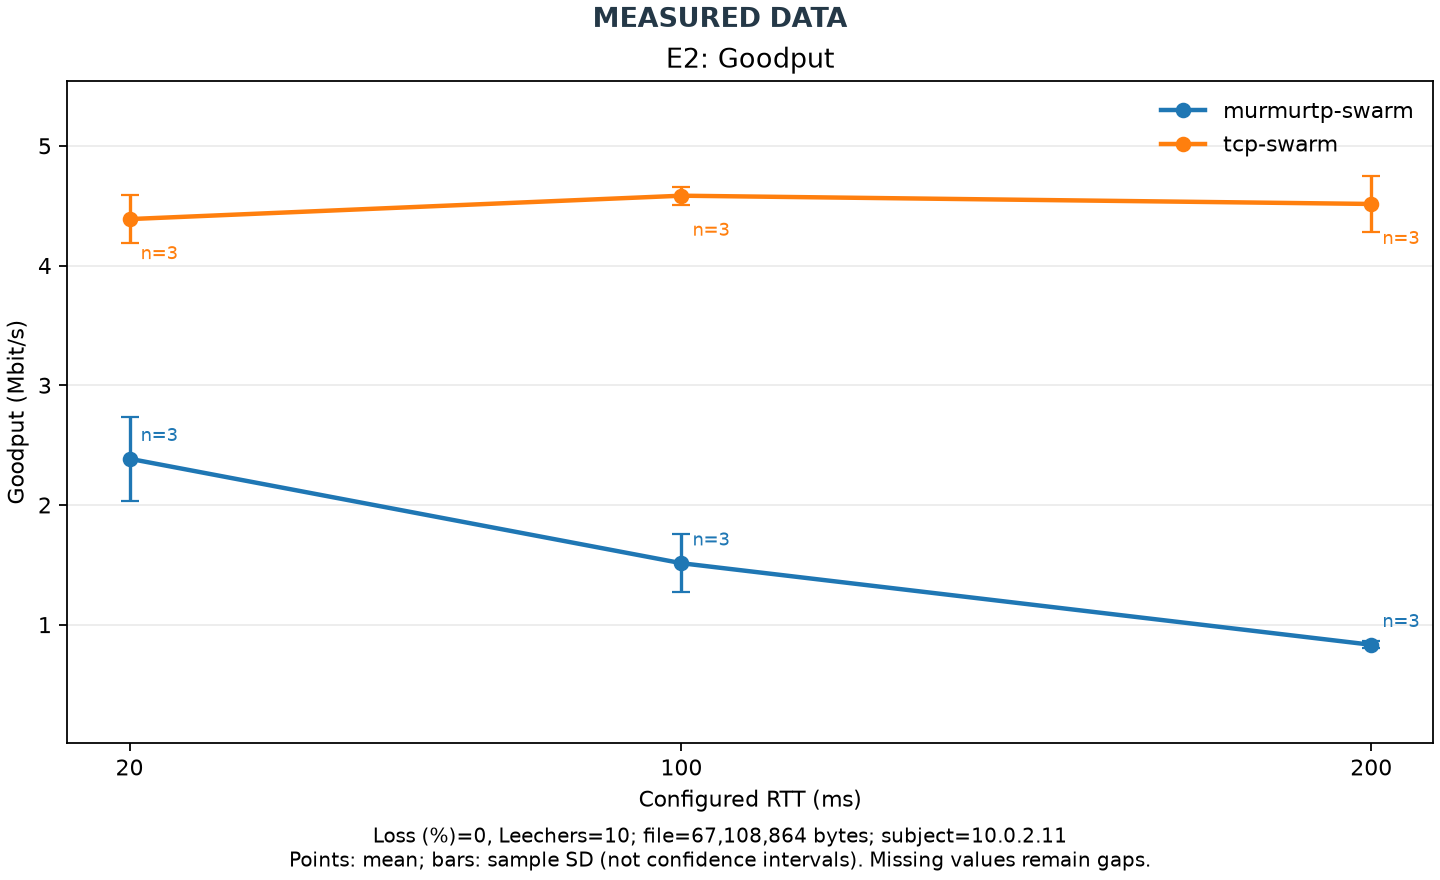 MEASURED DATA
E2: Goodput
murmurtp-swarm
tcp-swarm
Goodput (Mbit/s)
5
4
3
2
1
n=3
n=3
n=3
n=3
n=3
n=3
20
100
200
Configured RTT (ms)
Loss (%)=0, Leechers=10; file=67,108,864 bytes; subject=10.0.2.11
Points: mean; bars: sample SD (not confidence intervals). Missing values remain gaps.